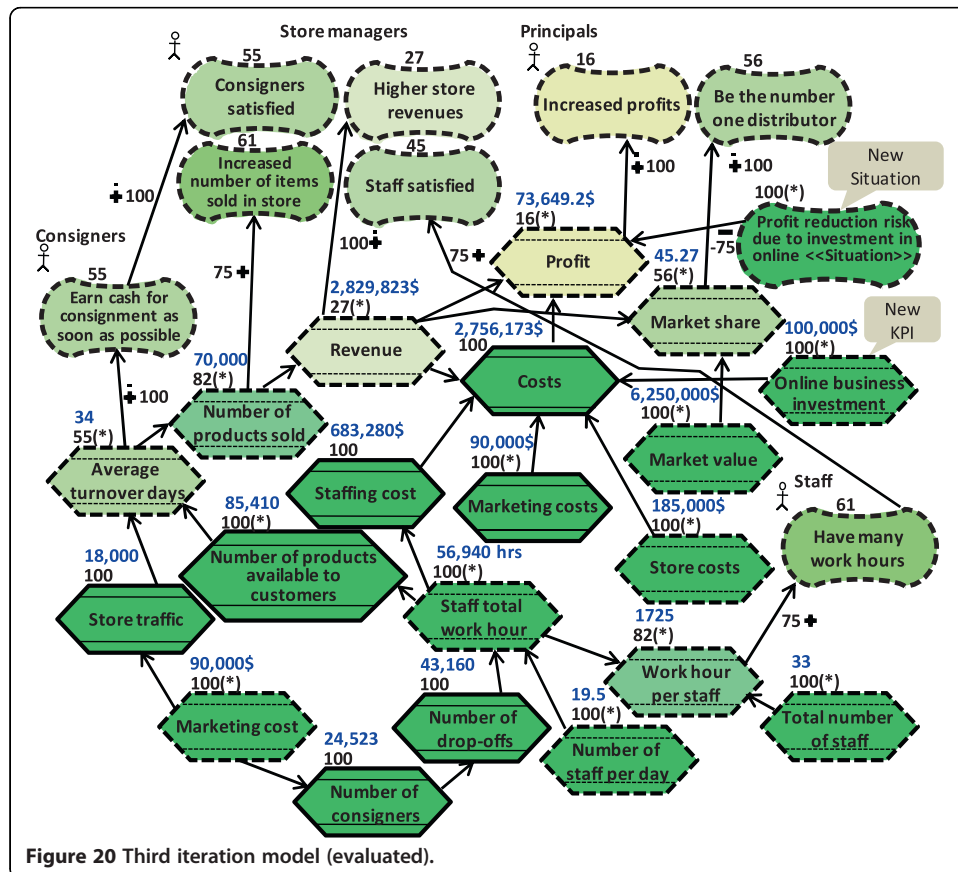 Store managers
Principals
55
27
16
56
Consigners
satisfied
Higher store
revenues
Increased profits
Be the number
one distributor
61
Increased
number of items
sold in store
45
Staff satisfied
100
100
100
New
Situation
100(*)
Profit reduction risk
due to investment in
online <<Situation>>
-75
Consigners
55
Earn cash for
consignment as
soon as possible
75
100
75
73,649.2$
16(*)
Profit
45.27
56(*)
Market share
2,829,823$
27(*)
Revenue
2,756,173$
100
Costs
New
KPI
100,000$
100(*)
Online business
investment
70,000
82(*)
Number of
products sold
100
34
55(*)
Average
turnover days
683,280$
100
Staffing cost
90,000$
100(*)
Marketing costs
6,250,000$
100(*)
Market value
85,410
100(*)
Number of products
available to
customers
185,000$
100(*)
Store costs
Staff
61
Have many
work hours
18,000
100
Store traffic
56,940 hrs
100(*)
Staff total
work hour
1725
82(*)
Work hour
per staff
75
90,000$
100(*)
Marketing cost
43,160
100
Number of
drop-offs
19.5
100(*)
Number of
staff per day
33
100(*)
Total number
of staff
24,523
100
Number of
consigners
Figure 20 Third iteration model (evaluated).